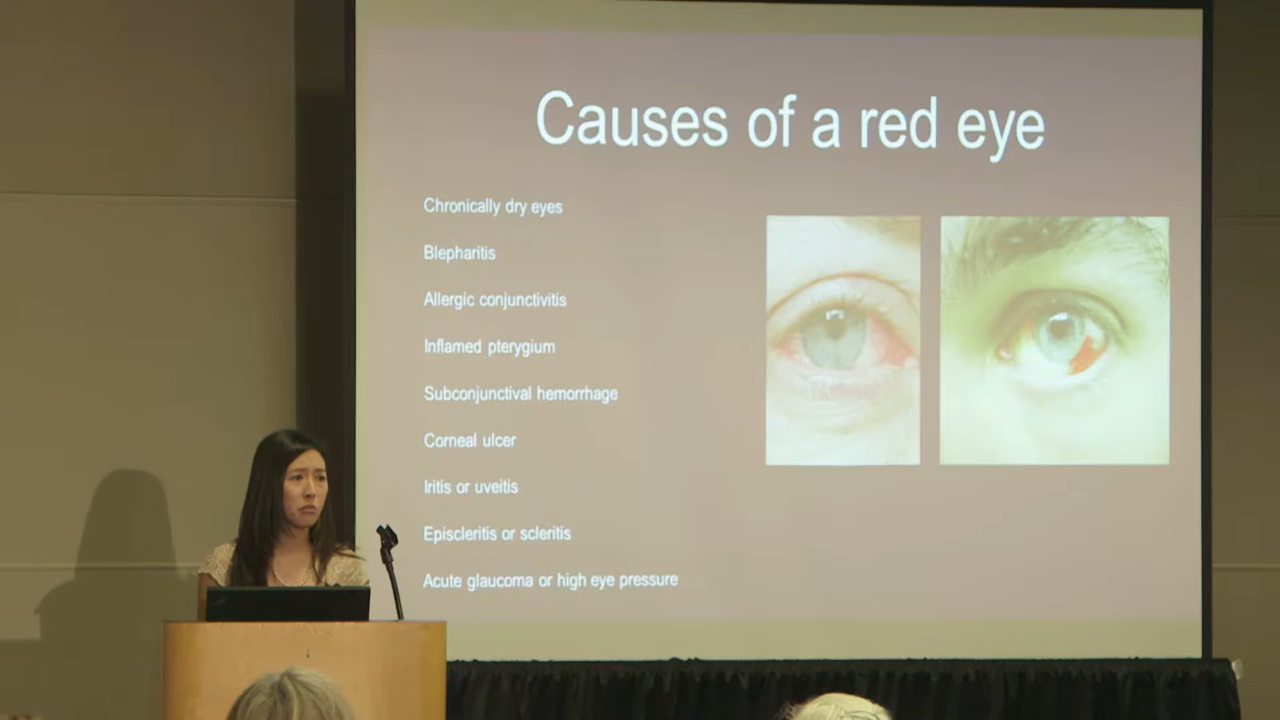 Causes of a red eye
Chronically dry eyes
Blepharitis
Allergic conjunctivitis
Inflamed pterygium
Subconjunctival hemorrhage
Corneal ulcer
Iritis or uveitis
Episcleritis or scleritis
Acute glaucoma or high eye pressure